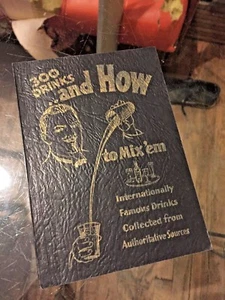 300
DRINKS
..and How
to Mix 'em
Internationally
Famous Drinks
Collected from
Authoritative Sources